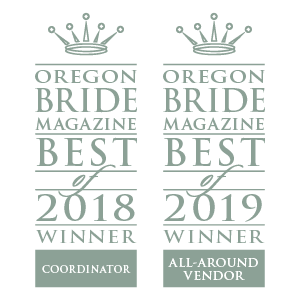 OREGON
BRIDE
MAGAZINE
BEST
of
2018
WINNER
COORDINATOR
OREGON
BRIDE
MAGAZINE
BEST
of
2019
WINNER
ALL-AROUND
VENDOR